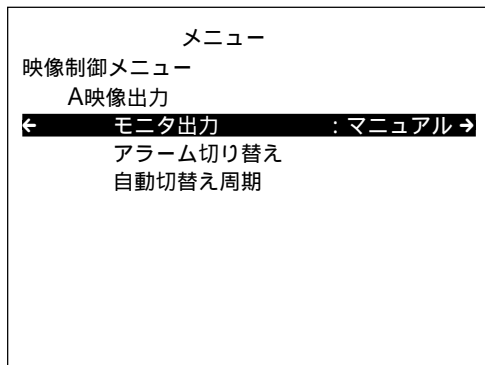 メニュー
映像制御メニュー
A映像出力
← モニタ出力 :マニュアル →
アラーム切り替え
自動切替え周期